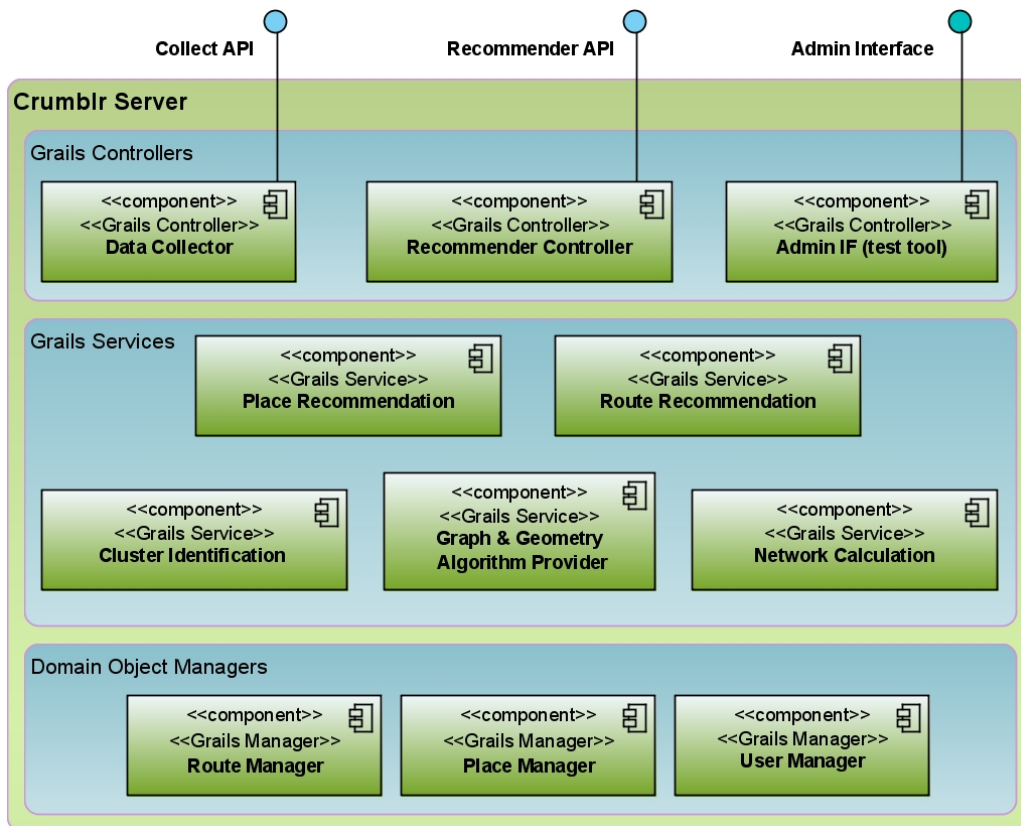 Collect API
Recommender API
Admin Interface
Crumblr Server
Grails Controllers
<<component>>
<<Grails Controller>>
Data Collector
<<component>>
<<Grails Controller>>
Recommender Controller
<<component>>
<<Grails Controller>>
Admin IF (test tool)
Grails Services
<<component>>
<<Grails Service>>
Place Recommendation
<<component>>
<<Grails Service>>
Route Recommendation
<<component>>
<<Grails Service>>
Cluster Identification
<<component>>
<<Grails Service>>
Graph & Geometry
Algorithm Provider
<<component>>
<<Grails Service>>
Network Calculation
Domain Object Managers
<<component>>
<<Grails Manager>>
Route Manager
<<component>>
<<Grails Manager>>
Place Manager
<<component>>
<<Grails Manager>>
User Manager